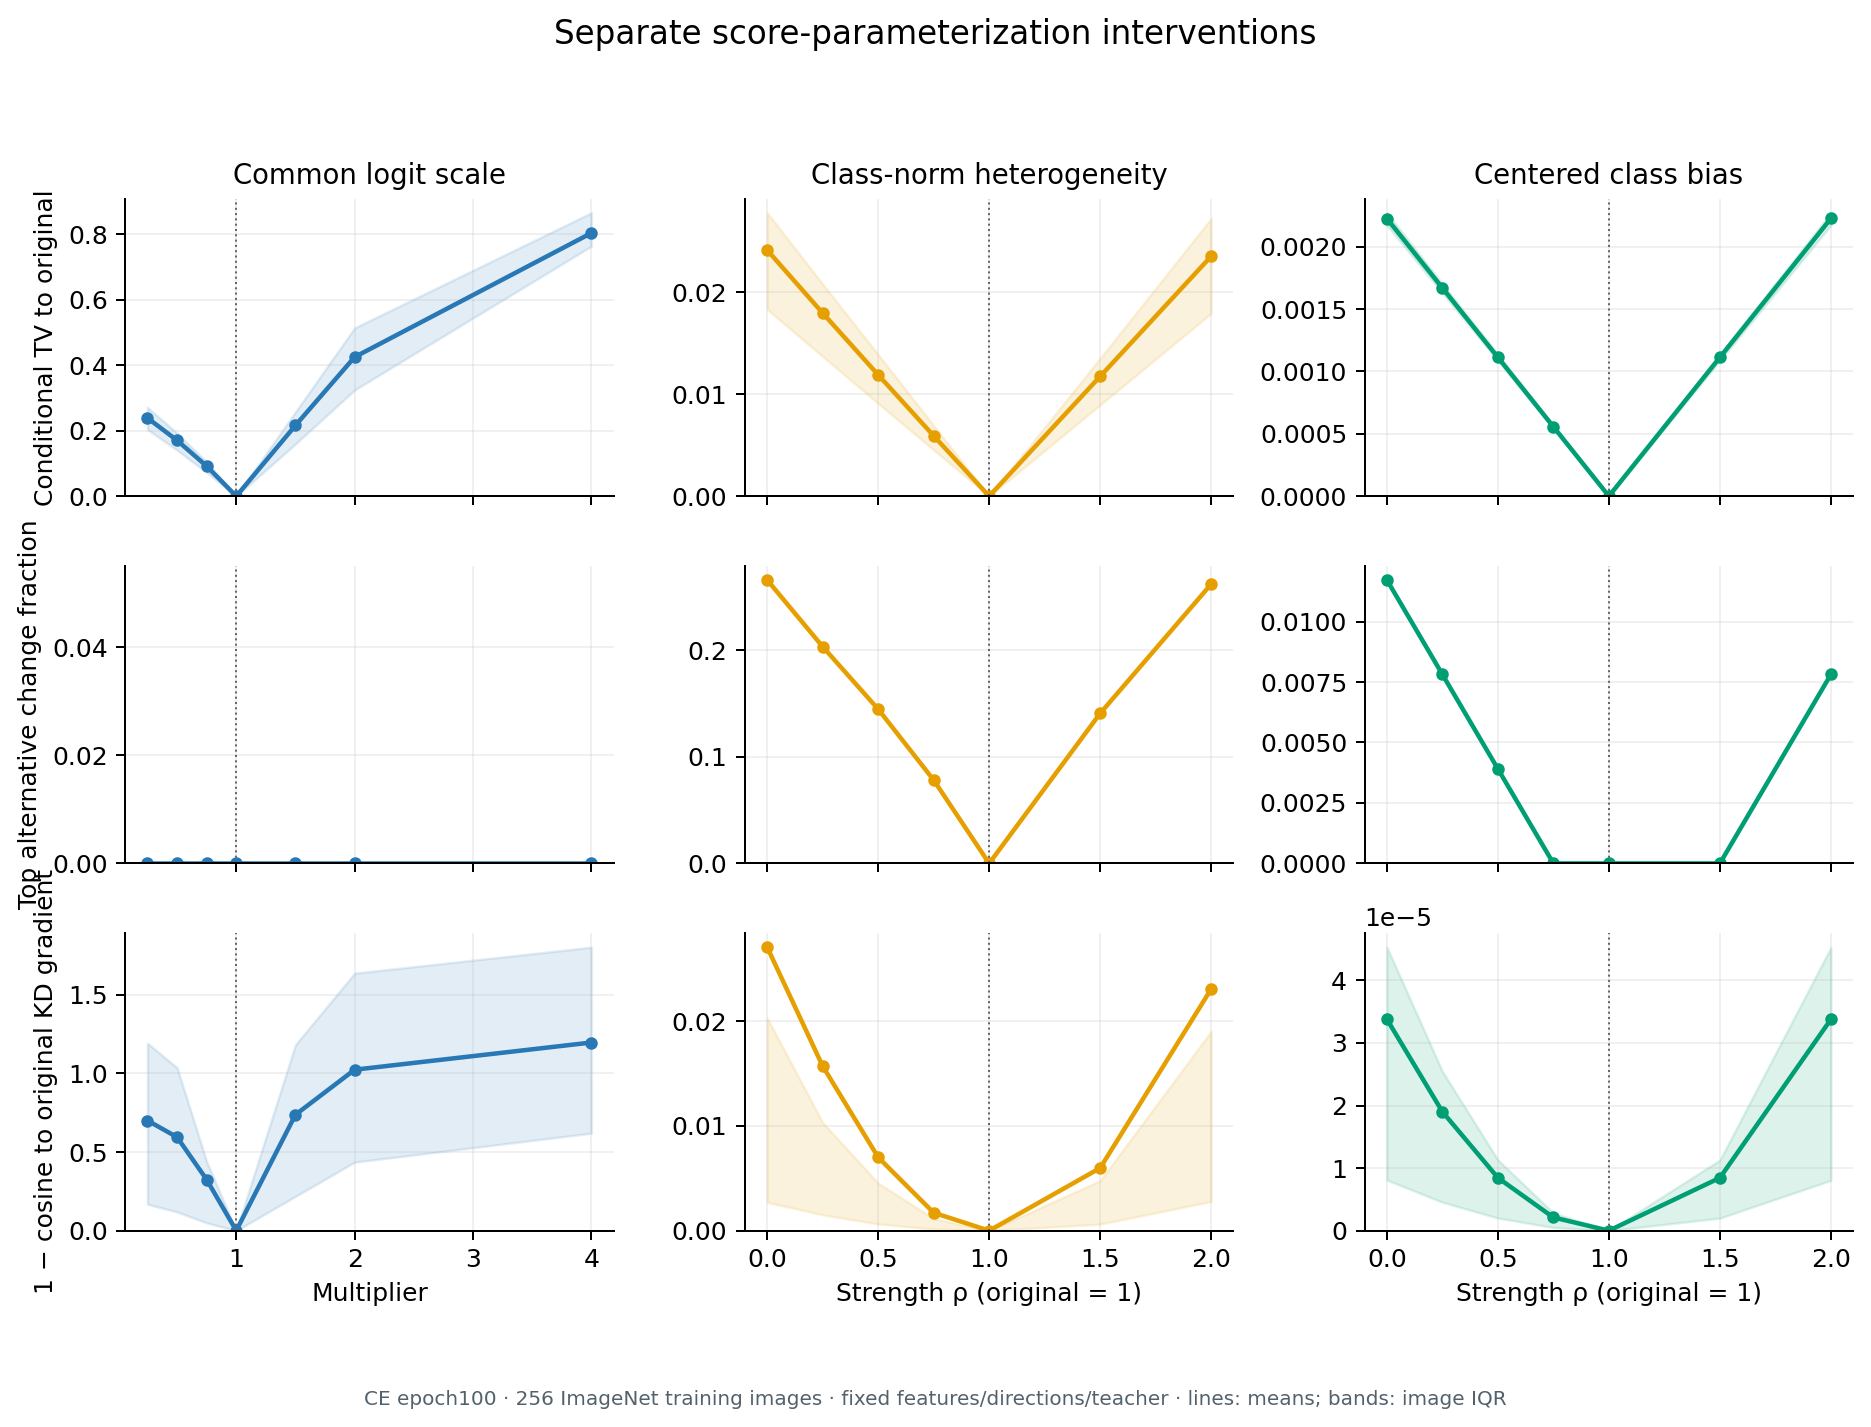 Separate score-parameterization interventions
Common logit scale
Class-norm heterogeneity
Centered class bias
Conditional TV to original
0.8
0.6
0.4
0.2
0.0
0.02
0.01
0.00
0.0020
0.0015
0.0010
0.0005
0.0000
Top alternative change fraction
0.04
0.02
0.00
0.2
0.1
0.0
0.0100
0.0075
0.0050
0.0025
0.0000
1 − cosine to original KD gradient
1.5
1.0
0.5
0.0
0.02
0.01
0.00
1e−5
4
3
2
1
0
1 2 3 4
0.0 0.5 1.0 1.5 2.0
0.0 0.5 1.0 1.5 2.0
Multiplier
Strength ρ (original = 1)
Strength ρ (original = 1)
CE epoch100 · 256 ImageNet training images · fixed features/directions/teacher · lines: means; bands: image IQR